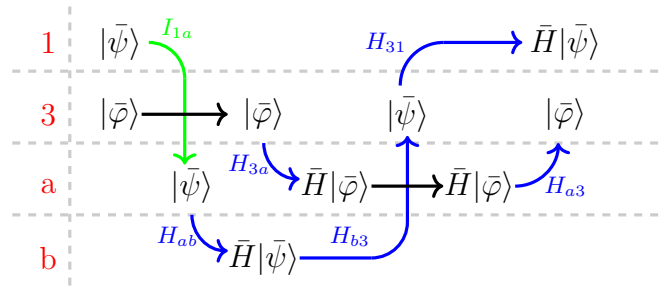 1 |ψ̄⟩ I_{1a} H_{31} H̄|ψ̄⟩
3 |φ̄⟩ |φ̄⟩ |ψ̄⟩ |φ̄⟩
a |ψ̄⟩ H_{3a} H̄|φ̄⟩ H̄|φ̄⟩ H_{a3}
b H_{ab} H̄|ψ̄⟩ H_{b3}